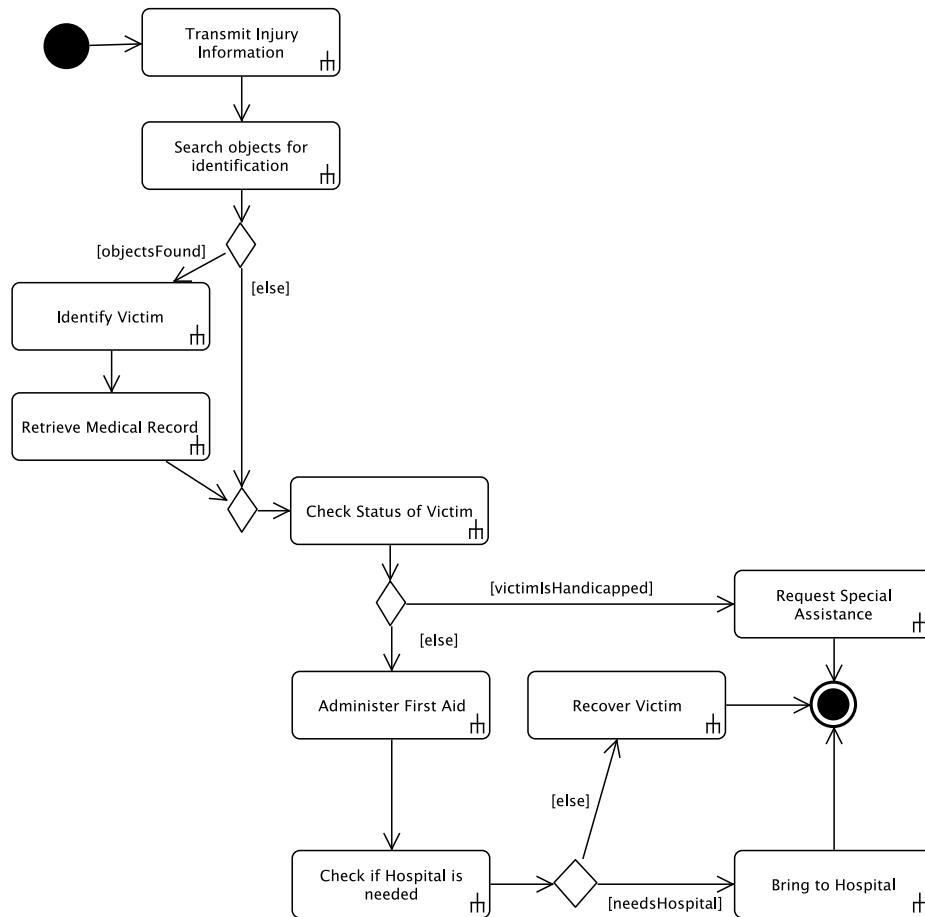 Transmit Injury
Information
Search objects for
identification
[objectsFound]
[else]
Identify Victim
Retrieve Medical Record
Check Status of Victim
[victimIsHandicapped]
Request Special
Assistance
[else]
Administer First Aid
Recover Victim
[else]
Check if Hospital is
needed
[needsHospital]
Bring to Hospital